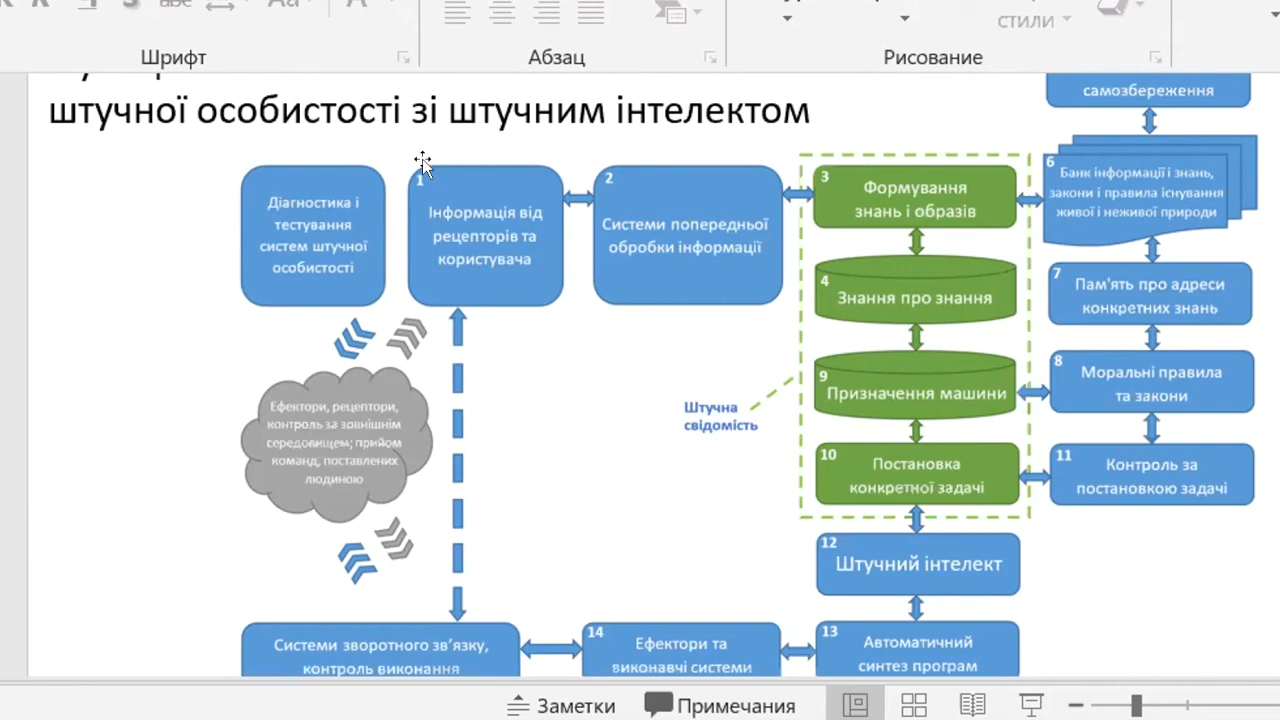 Шрифт
Абзац
стили
Рисование
штучної особистості зі штучним інтелектом
самозбереження
Діагностика і
тестування
систем штучної
особистості
1
Інформація від
рецепторів та
користувача
2
Системи попередньої
обробки інформації
3
Формування
знань і образів
6
Банк інформації і знань,
закони і правила існування
живої і неживої природи
4
Знання про знання
7
Пам'ять про адреси
конкретних знань
9
Призначення машини
8
Моральні правила
та закони
Штучна
свідомість
Ефектори, рецептори,
контроль за зовнішнім
середовищем; прийом
команд, поставлених
людиною
10
Постановка
конкретної задачі
11
Контроль за
постановкою задачі
12
Штучний інтелект
Системи зворотного зв’язку,
контроль виконання
14
Ефектори та
виконавчі системи
13
Автоматичний
синтез програм
Заметки
Примечания